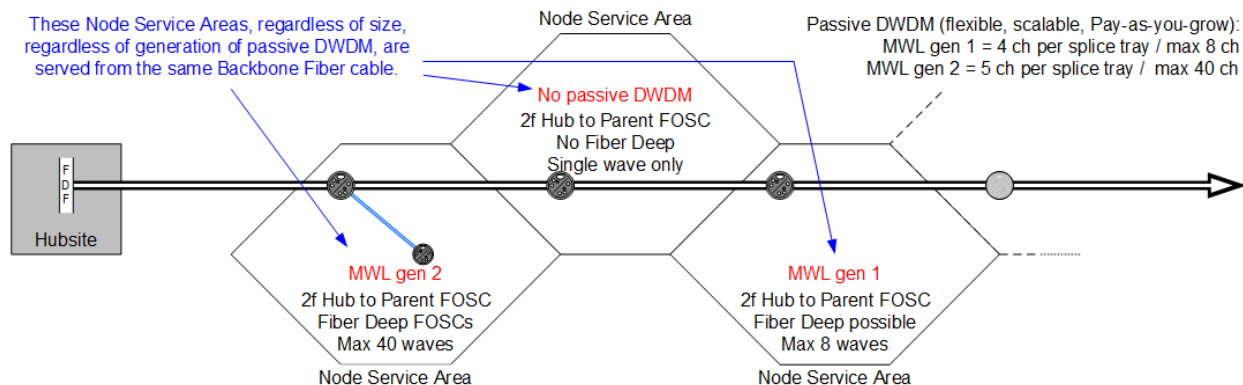 Node Service Area
These Node Service Areas, regardless of size,
regardless of generation of passive DWDM, are
served from the same Backbone Fiber cable.
Passive DWDM (flexible, scalable, Pay-as-you-grow):
MWL gen 1 = 4 ch per splice tray / max 8 ch
MWL gen 2 = 5 ch per splice tray /  max 40 ch
No passive DWDM
2f Hub to Parent FOSC
No Fiber Deep
Single wave only
F
D
F
Hubsite
MWL gen 2
2f Hub to Parent FOSC
Fiber Deep FOSCs
Max 40 waves
Node Service Area
MWL gen 1
2f Hub to Parent FOSC
Fiber Deep possible
Max 8 waves
Node Service Area